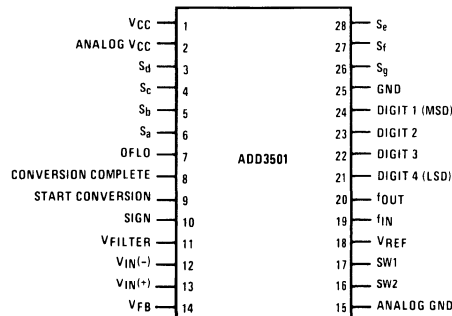 VCC 1
ANALOG VCC 2
Sd 3
Sc 4
Sb 5
Sa 6
OFLO 7
CONVERSION COMPLETE 8
START CONVERSION 9
SIGN 10
VFILTER 11
VIN(-) 12
VIN(+) 13
VFB 14
ADD3501
28 Se
27 Sf
26 Sg
25 GND
24 DIGIT 1 (MSD)
23 DIGIT 2
22 DIGIT 3
21 DIGIT 4 (LSD)
20 fOUT
19 fIN
18 VREF
17 SW1
16 SW2
15 ANALOG GND